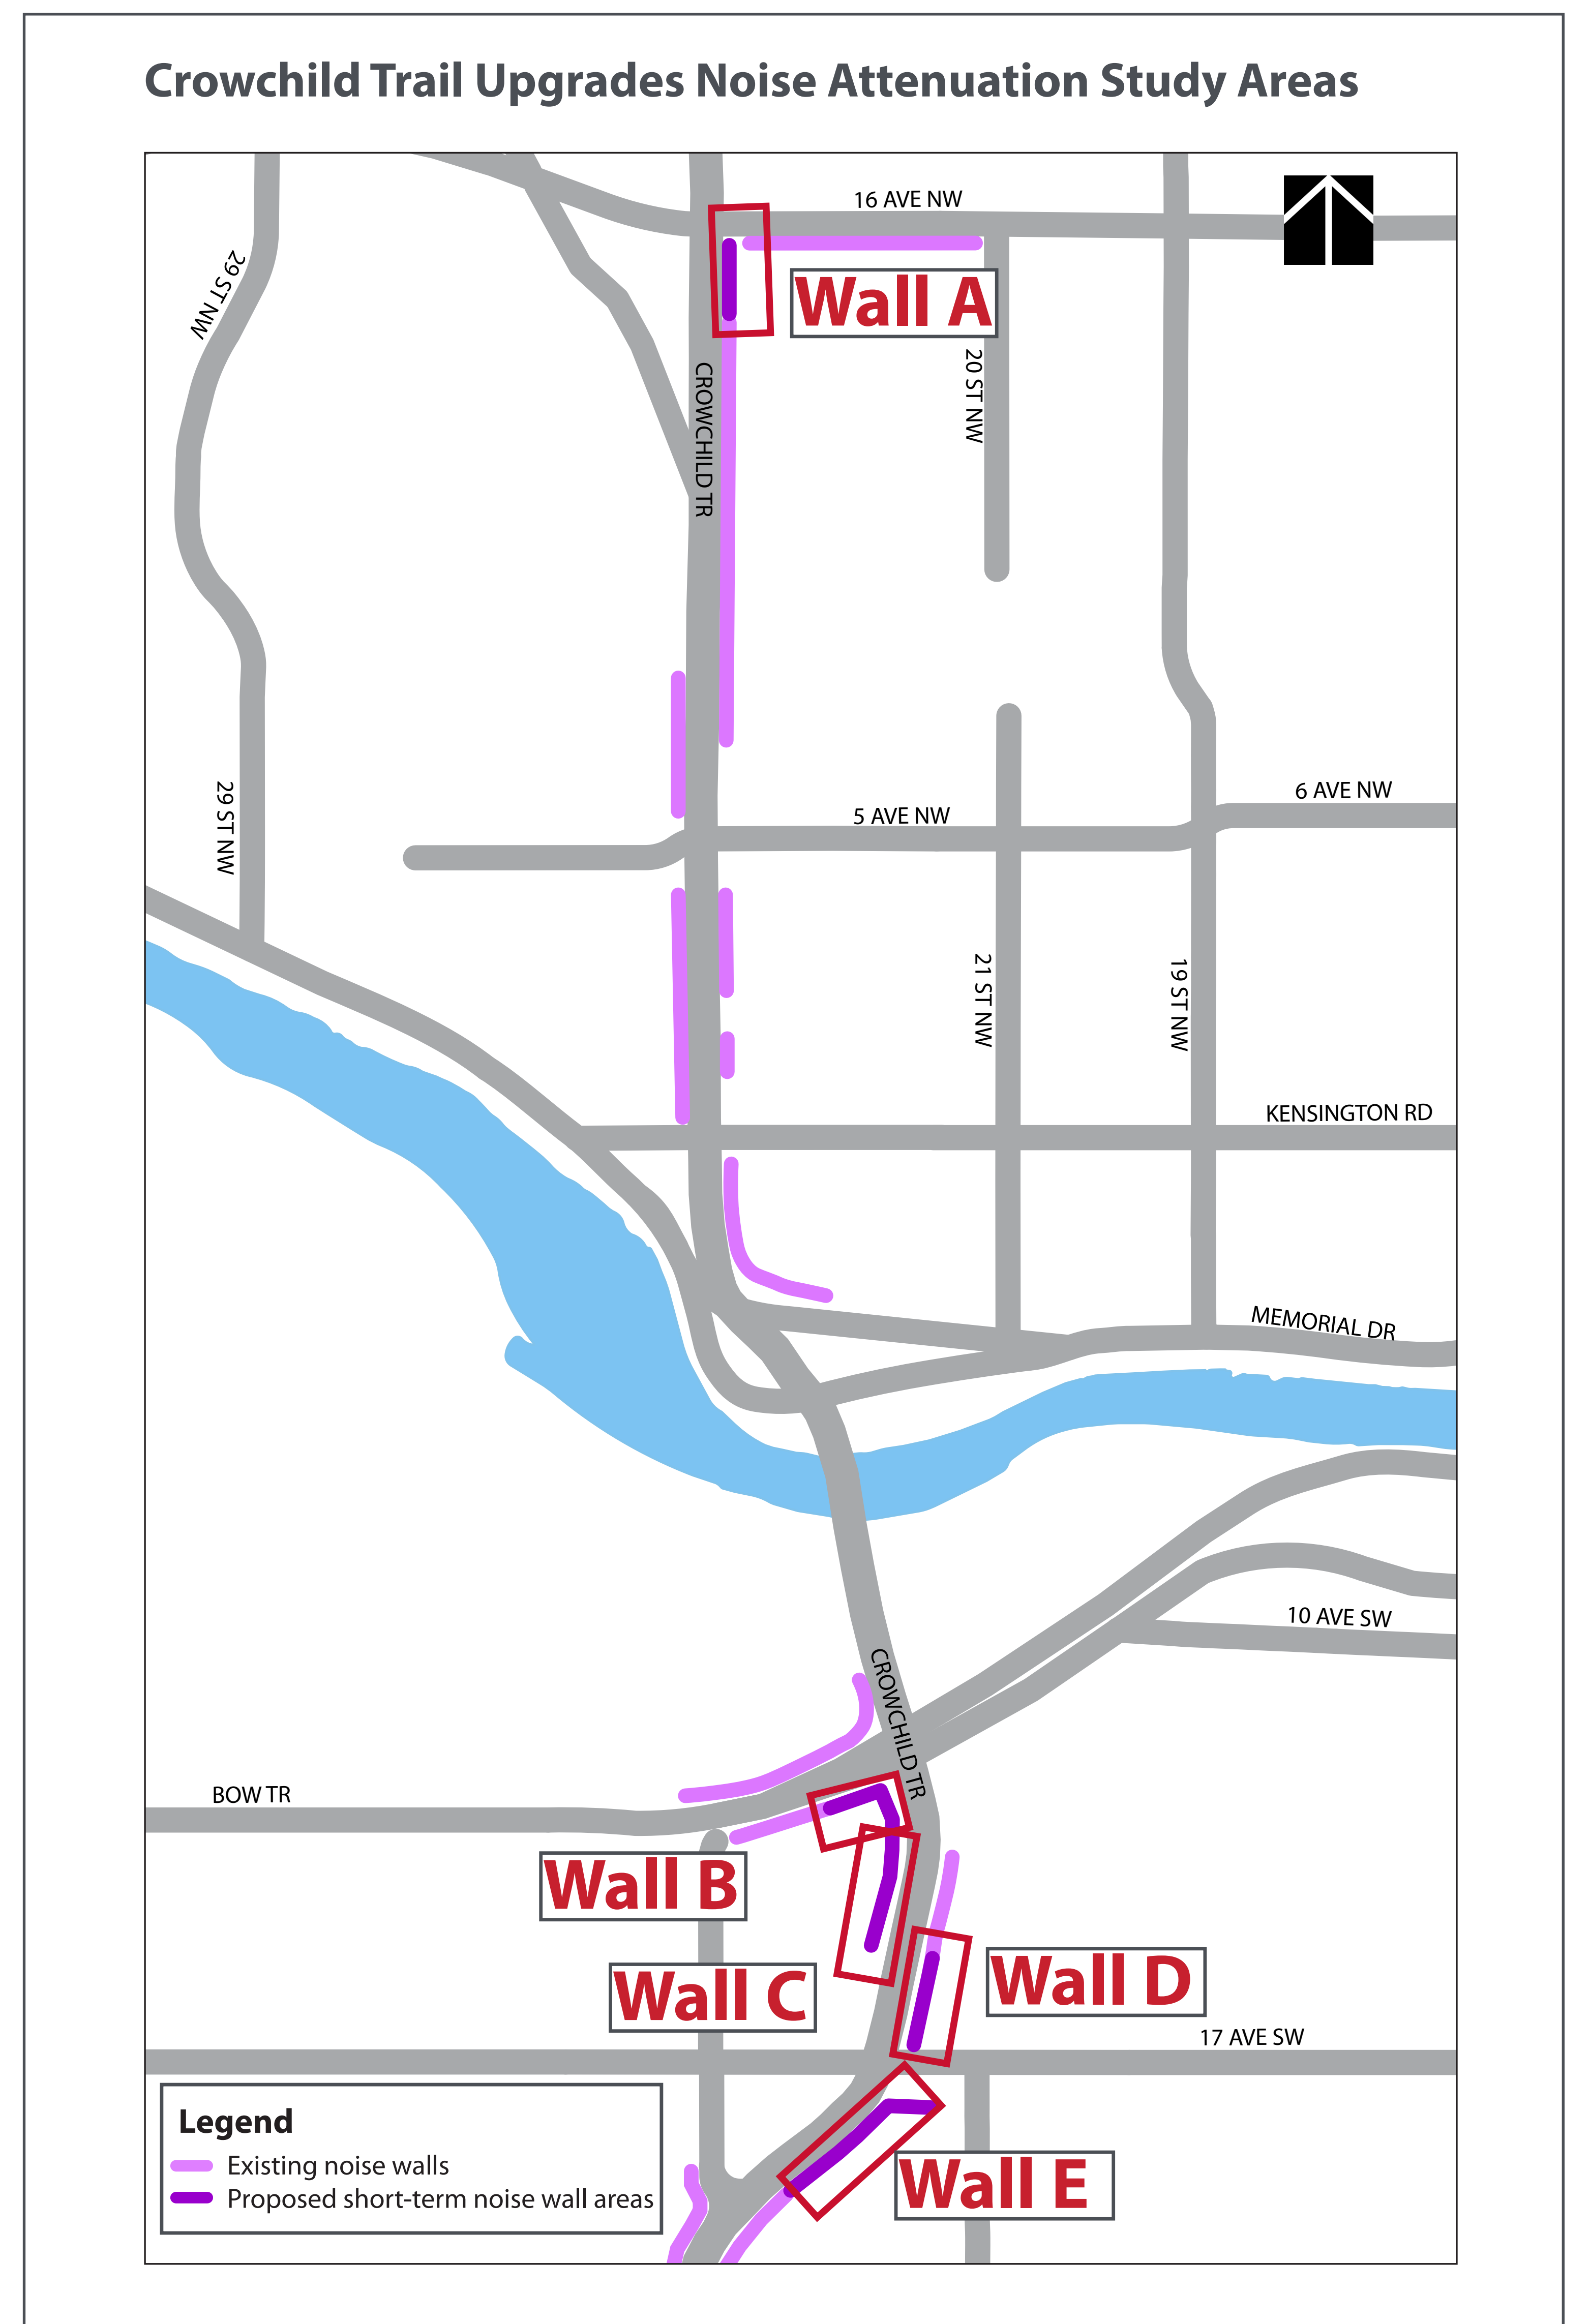 Crowchild Trail Upgrades Noise Attenuation Study Areas
16 AVE NW
29 ST NW
Wall A
20 ST NW
CROWCHILD TR
29 ST NW
5 AVE NW
6 AVE NW
21 ST NW
19 ST NW
KENSINGTON RD
MEMORIAL DR
10 AVE SW
CROWCHILD TR
BOW TR
Wall B
Wall C
Wall D
17 AVE SW
Wall E
Legend
Existing noise walls
Proposed short-term noise wall areas